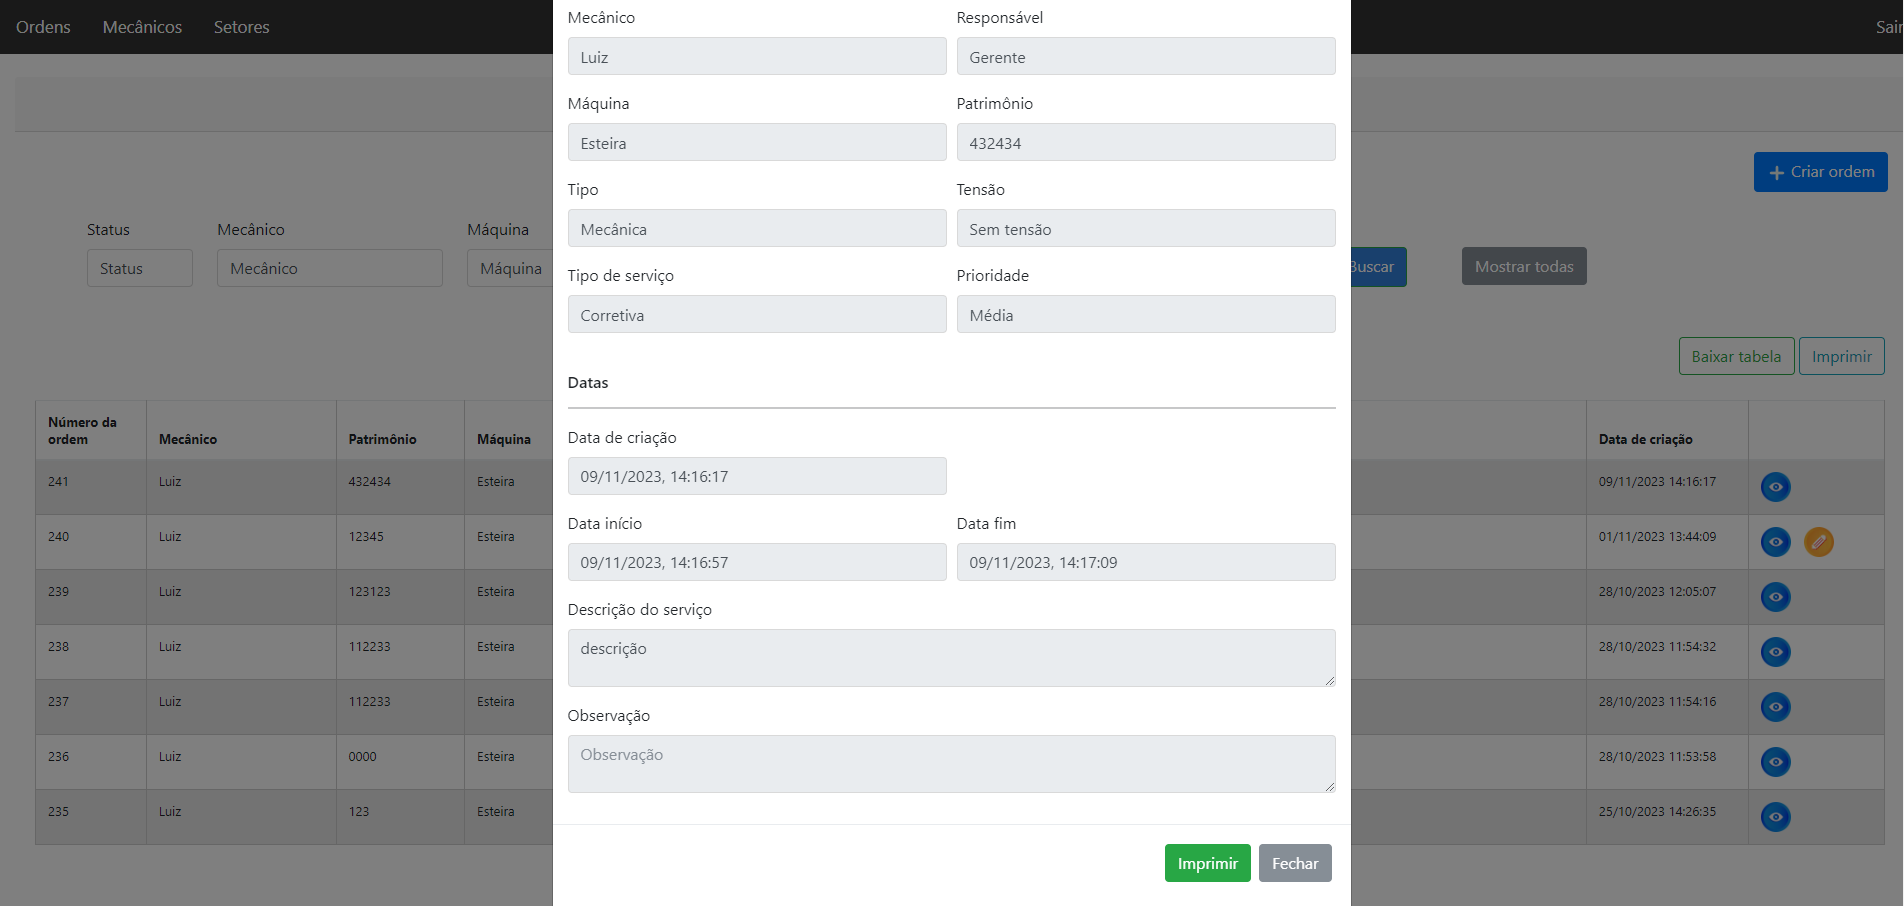 Ordens Mecânicos Setores Sair
Criar ordem
Status Mecânico Máquina
Status Mecânico Máquina Buscar Mostrar todas
Baixar tabela Imprimir
Número da ordem Mecânico Patrimônio Máquina Data de criação
241 Luiz 432434 Esteira 09/11/2023 14:16:17
240 Luiz 12345 Esteira 01/11/2023 13:44:09
239 Luiz 123123 Esteira 28/10/2023 12:05:07
238 Luiz 112233 Esteira 28/10/2023 11:54:32
237 Luiz 112233 Esteira 28/10/2023 11:54:16
236 Luiz 0000 Esteira 28/10/2023 11:53:58
235 Luiz 123 Esteira 25/10/2023 14:26:35
Mecânico Responsável
Luiz Gerente
Máquina Patrimônio
Esteira 432434
Tipo Tensão
Mecânica Sem tensão
Tipo de serviço Prioridade
Corretiva Média
Datas
Data de criação
09/11/2023, 14:16:17
Data início Data fim
09/11/2023, 14:16:57 09/11/2023, 14:17:09
Descrição do serviço
descrição
Observação
Observação
Imprimir Fechar